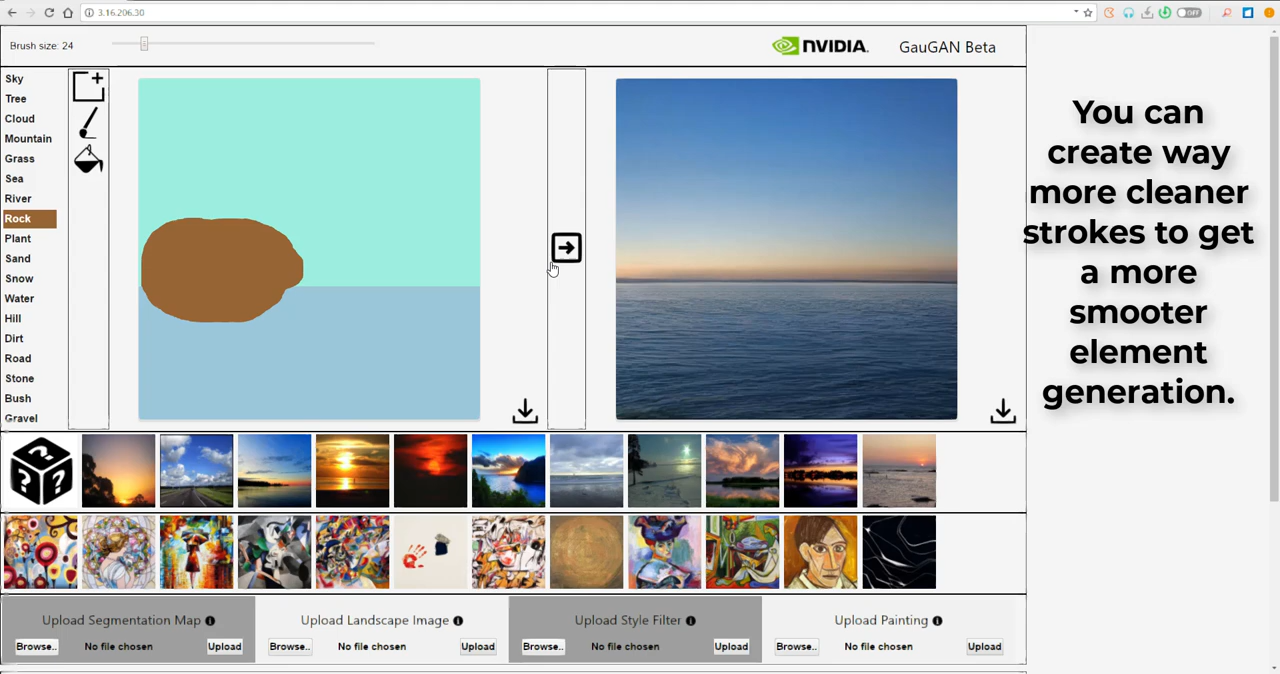 3.16.206.30
OFF
Brush size: 24
NVIDIA.
GauGAN Beta
Sky
Tree
Cloud
Mountain
Grass
Sea
River
Rock
Plant
Sand
Snow
Water
Hill
Dirt
Road
Stone
Bush
Gravel
You can
create way
more cleaner
strokes to get
a more
smooter
element
generation.
? ? ?
Upload Segmentation Map
Upload Landscape Image
Upload Style Filter
Upload Painting
Browse.. No file chosen Upload
Browse.. No file chosen Upload
Browse.. No file chosen Upload
Browse.. No file chosen Upload